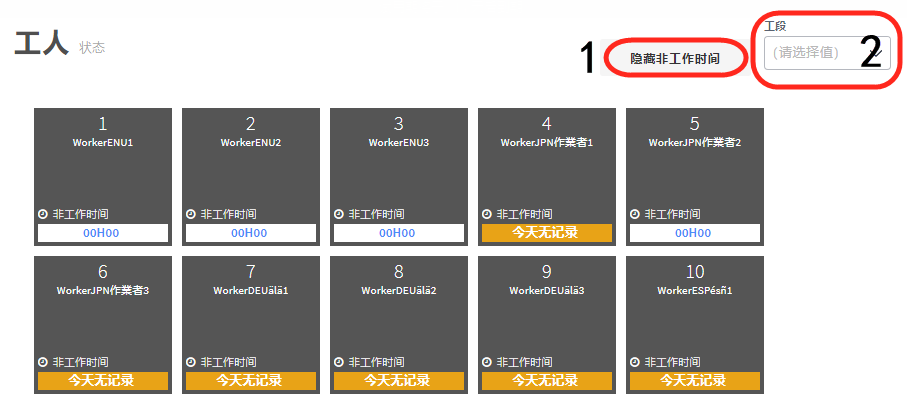 工人 状态
1 隐藏非工作时间
工段
(请选择值) 2
1 2 3 4 5
WorkerENU1 WorkerENU2 WorkerENU3 WorkerJPN作業者1 WorkerJPN作業者2
非工作时间 非工作时间 非工作时间 非工作时间 非工作时间
00H00 00H00 00H00 今天无记录 00H00
6 7 8 9 10
WorkerJPN作業者3 WorkerDEUälä1 WorkerDEUälä2 WorkerDEUälä3 WorkerESPésñ1
非工作时间 非工作时间 非工作时间 非工作时间 非工作时间
今天无记录 今天无记录 今天无记录 今天无记录 今天无记录